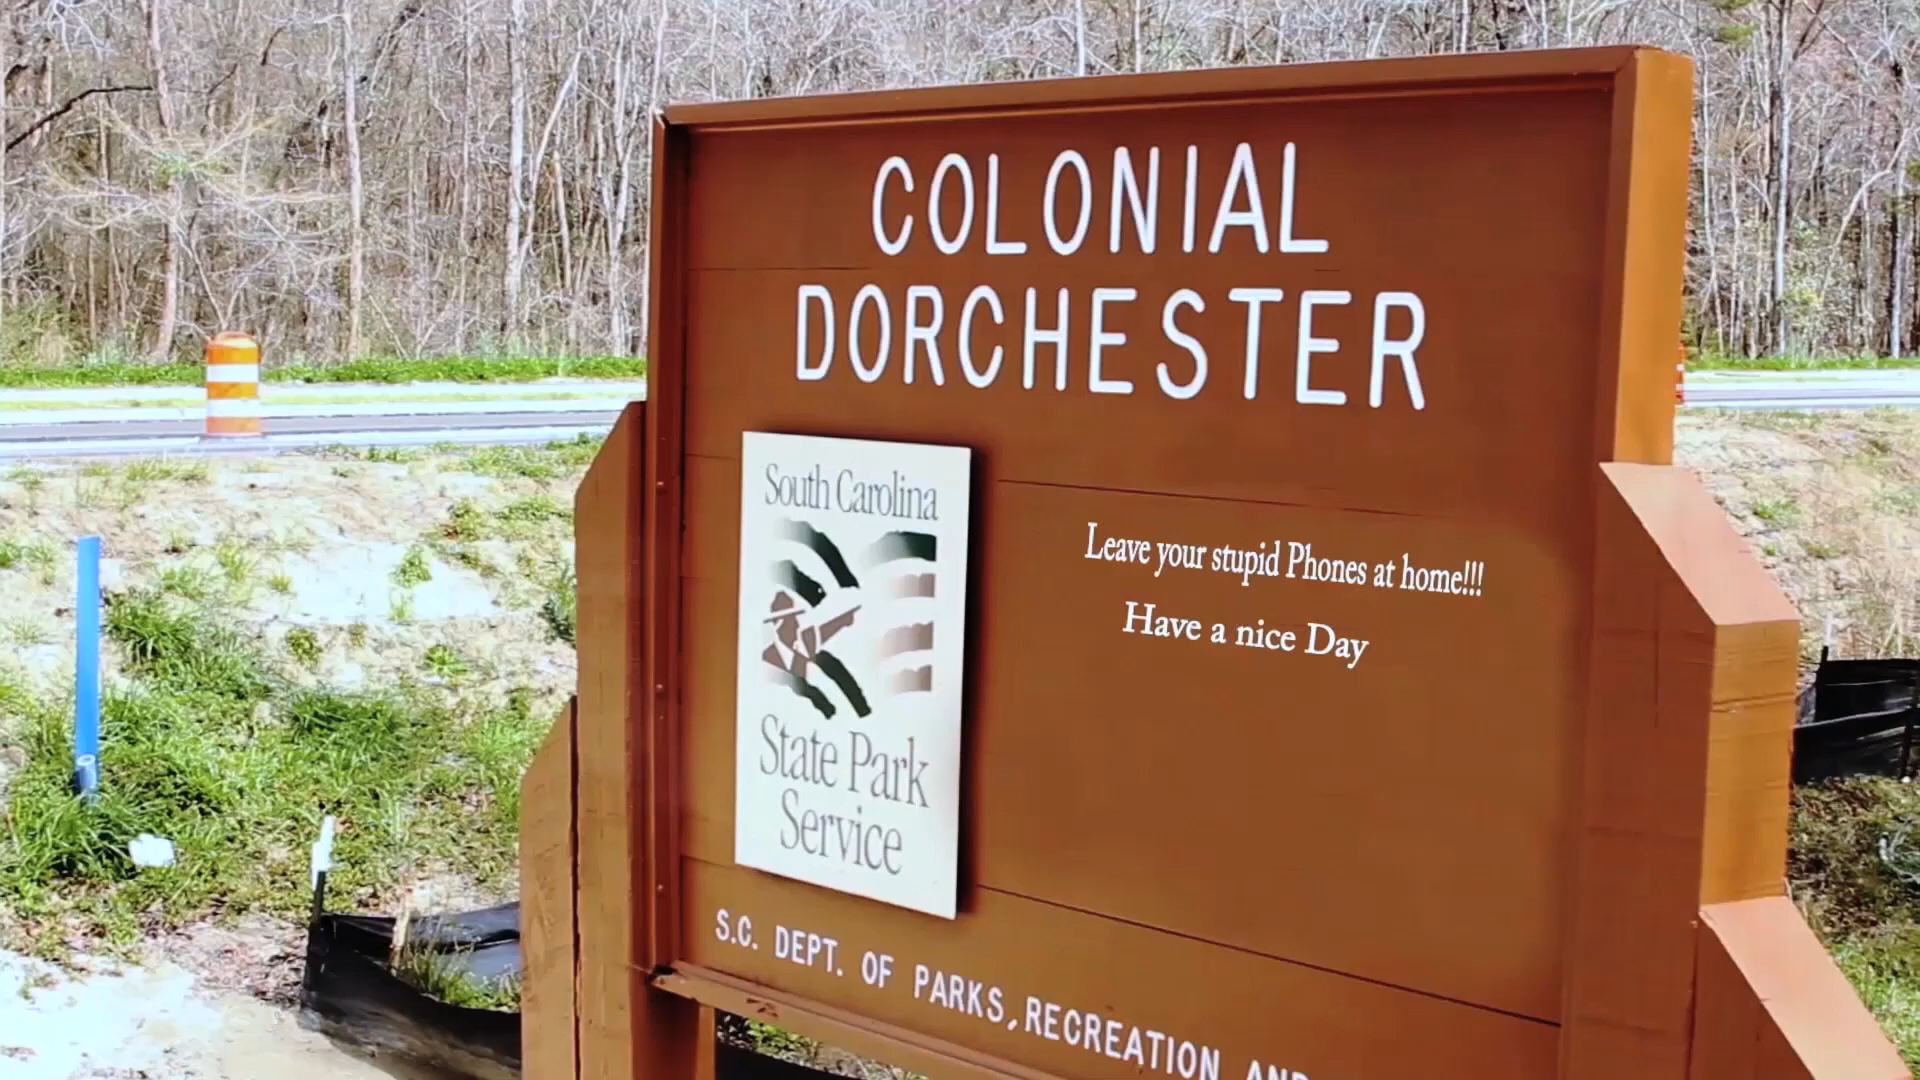 COLONIAL
DORCHESTER
South Carolina
State Park
Service
Leave your stupid Phones at home!!!
Have a nice Day
S.C. DEPT. OF PARKS, RECREATION AND